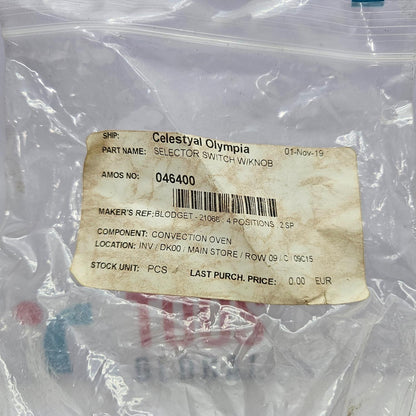 SHIP: Celestyal Olympia 01-Nov-19
PART NAME: SELECTOR SWITCH W/KNOB
AMOS NO: 046400
MAKER'S REF: BLODGET - 21066 - 4 POSITIONS 2 SP
COMPONENT: CONVECTION OVEN
LOCATION: INV / DK00 / MAIN STORE / ROW 09 / C 09C15
STOCK UNIT: PCS LAST PURCH. PRICE: 0.00 EUR